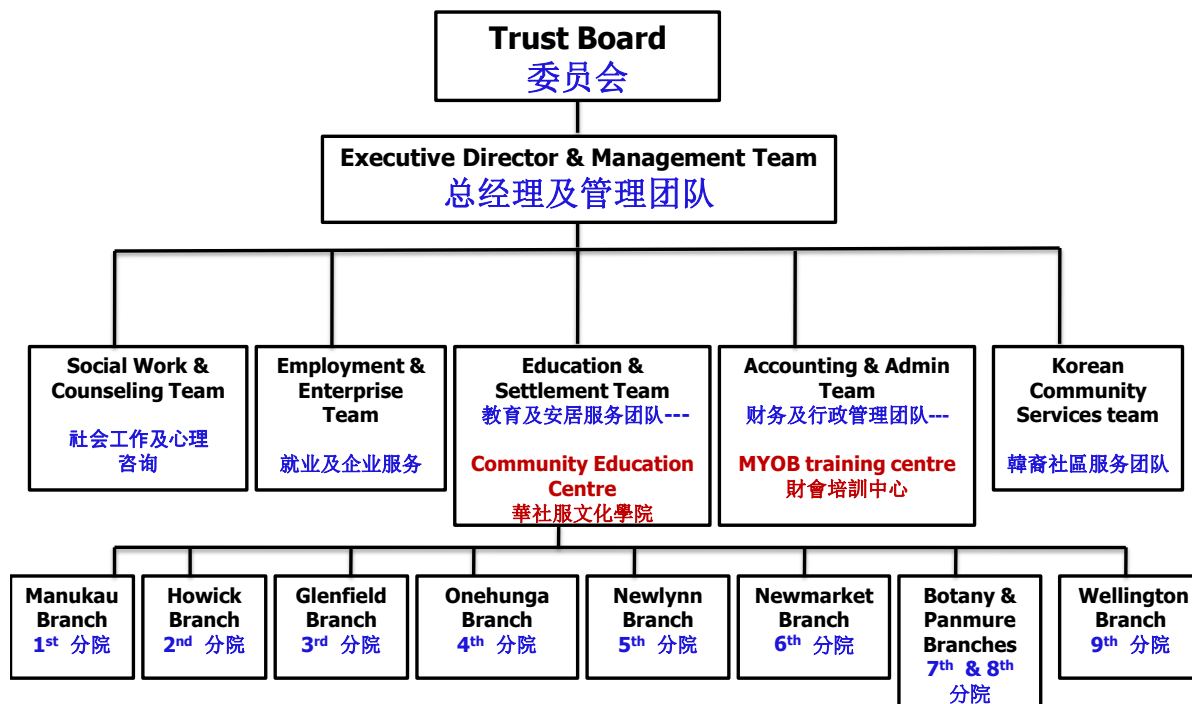 Trust Board
委员会
Executive Director & Management Team
总经理及管理团队
Social Work &
Counseling Team
社会工作及心理
咨询
Employment &
Enterprise
Team
就业及企业服务
Education &
Settlement Team
教育及安居服务团队---
Community Education
Centre
華社服文化學院
Accounting & Admin
Team
财务及行政管理团队---
MYOB training centre
財會培訓中心
Korean
Community
Services team
韓裔社區服务团队
Manukau
Branch
1st 分院
Howick
Branch
2nd 分院
Glenfield
Branch
3rd 分院
Onehunga
Branch
4th 分院
Newlynn
Branch
5th 分院
Newmarket
Branch
6th 分院
Botany &
Panmure
Branches
7th & 8th
分院
Wellington
Branch
9th 分院